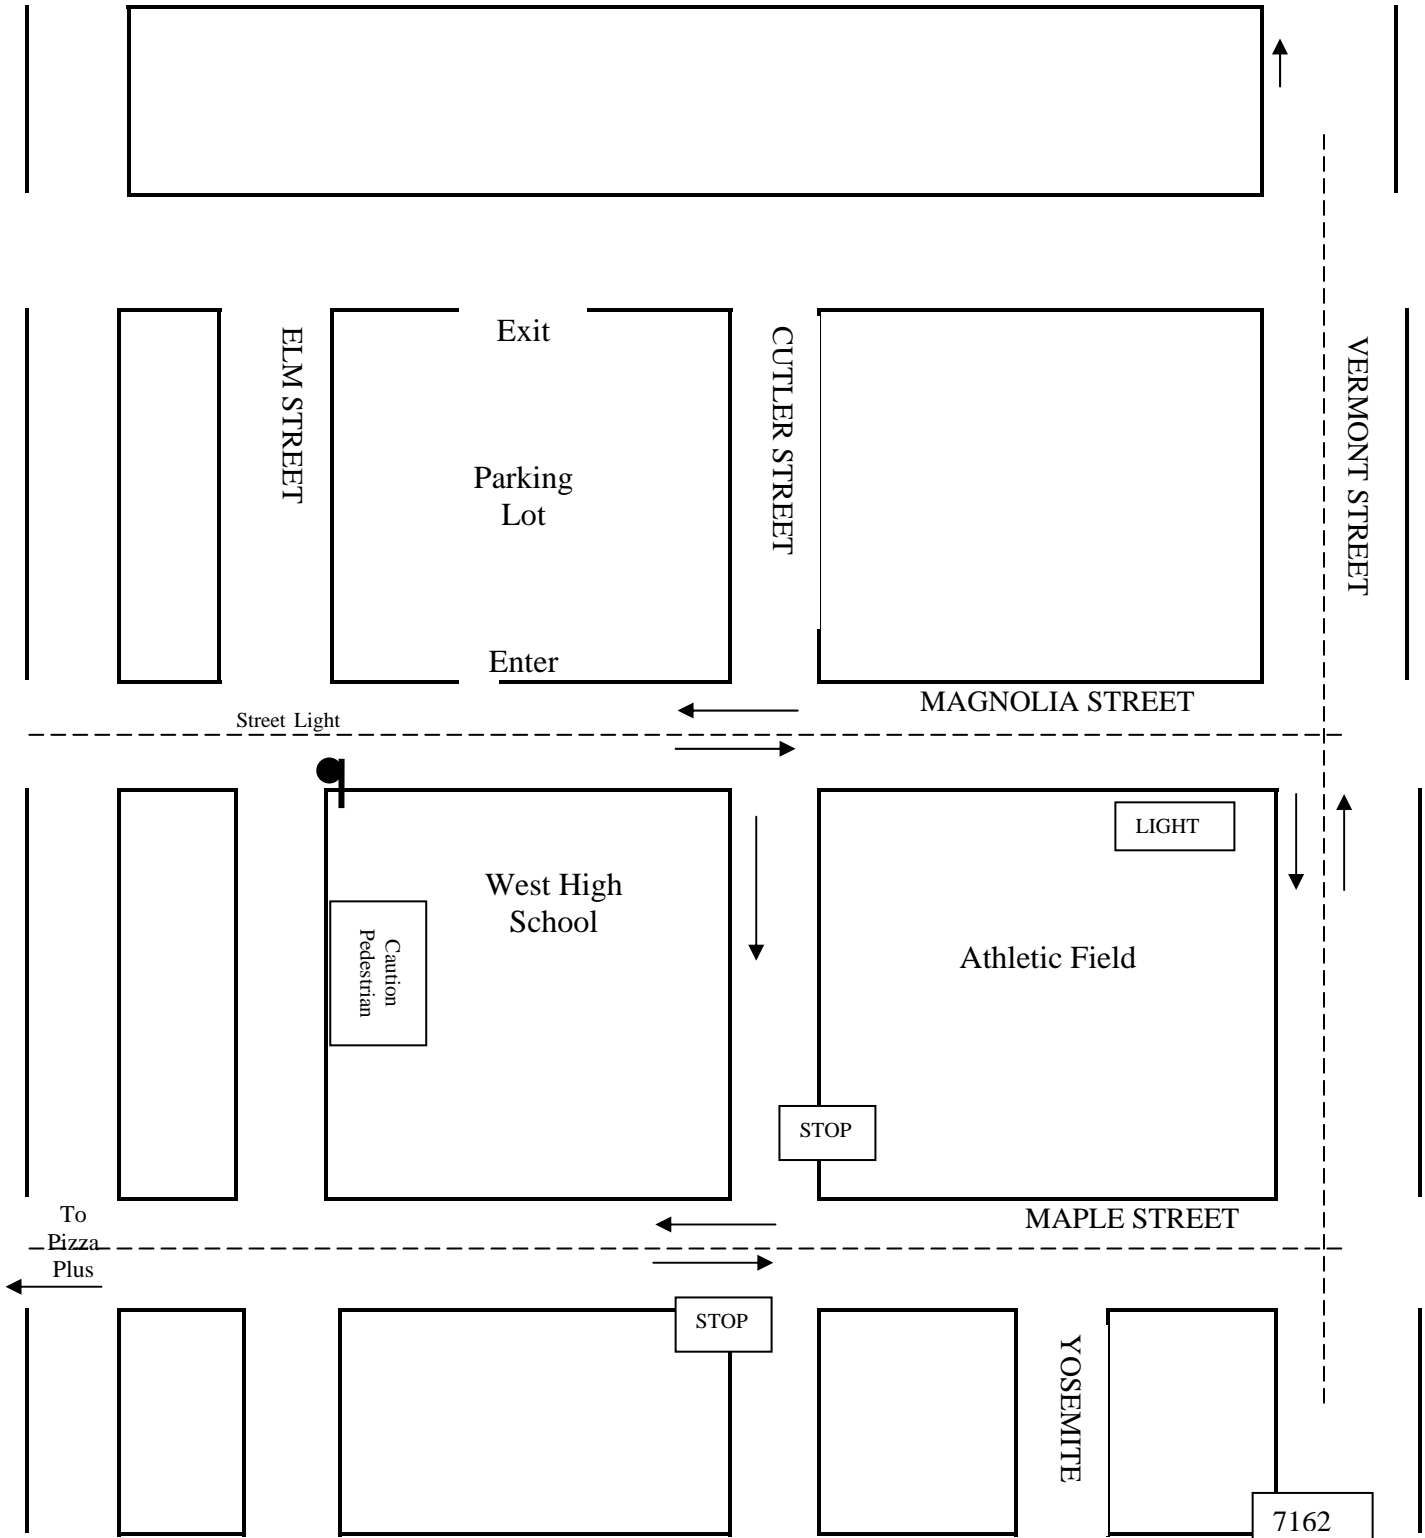 Exit
ELM STREET
CUTLER STREET
VERMONT STREET
Parking
Lot
Enter
MAGNOLIA STREET
Street Light
LIGHT
West High
School
Caution
Pedestrian
Athletic Field
STOP
To
Pizza
Plus
MAPLE STREET
STOP
YOSEMITE
7162